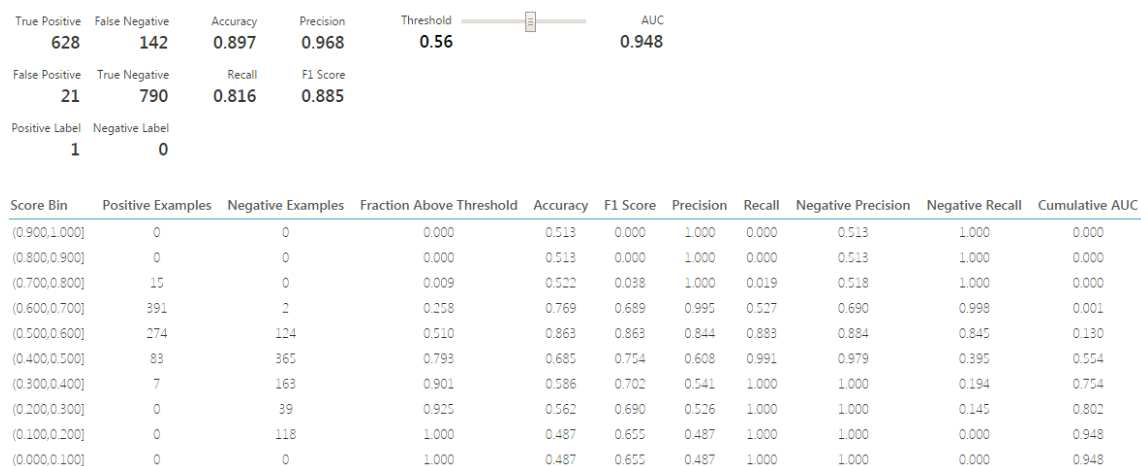 True Positive False Negative Accuracy Precision Threshold AUC
628 142 0.897 0.968 0.56 0.948
False Positive True Negative Recall F1 Score
21 790 0.816 0.885
Positive Label Negative Label
1 0
Score Bin Positive Examples Negative Examples Fraction Above Threshold Accuracy F1 Score Precision Recall Negative Precision Negative Recall Cumulative AUC
(0.900,1.000] 0 0 0.000 0.513 0.000 1.000 0.000 0.513 1.000 0.000
(0.800,0.900] 0 0 0.000 0.513 0.000 1.000 0.000 0.513 1.000 0.000
(0.700,0.800] 15 0 0.009 0.522 0.038 1.000 0.019 0.518 1.000 0.000
(0.600,0.700] 391 2 0.258 0.769 0.689 0.995 0.527 0.690 0.998 0.001
(0.500,0.600] 274 124 0.510 0.863 0.863 0.844 0.883 0.884 0.845 0.130
(0.400,0.500] 83 365 0.793 0.685 0.754 0.608 0.991 0.979 0.395 0.554
(0.300,0.400] 7 163 0.901 0.586 0.702 0.541 1.000 1.000 0.194 0.754
(0.200,0.300] 0 39 0.925 0.562 0.690 0.526 1.000 1.000 0.145 0.802
(0.100,0.200] 0 118 1.000 0.487 0.655 0.487 1.000 1.000 0.000 0.948
(0.000,0.100] 0 0 1.000 0.487 0.655 0.487 1.000 1.000 0.000 0.948